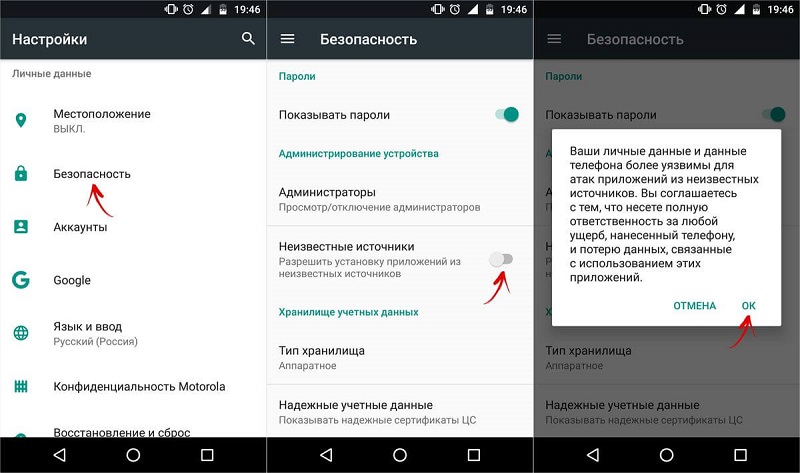 19:46
Настройки
Личные данные
Местоположение
ВЫКЛ.
Безопасность
Аккаунты
Google
Язык и ввод
Русский (Россия)
Конфиденциальность Motorola
Восстановление и сброс
19:46
Безопасность
Пароли
Показывать пароли
Администрирование устройства
Администраторы
Просмотр/отключение администраторов
Неизвестные источники
Разрешить установку приложений из
неизвестных источников
Хранилище учетных данных
Тип хранилища
Аппаратное
Надежные учетные данные
Показывать надежные сертификаты ЦС
19:46
Безопасность
Пароли
Показывать пароли
Ваши личные данные и данные
телефона более уязвимы для
атак приложений из неизвестных
источников. Вы соглашаетесь
с тем, что несете полную
ответственность за любой
ущерб, нанесенный телефону,
и потерю данных, связанные
с использованием этих
приложений.
ОТМЕНА ОК
Тип хранилища
Аппаратное
Надежные учетные данные
Показывать надежные сертификаты ЦС